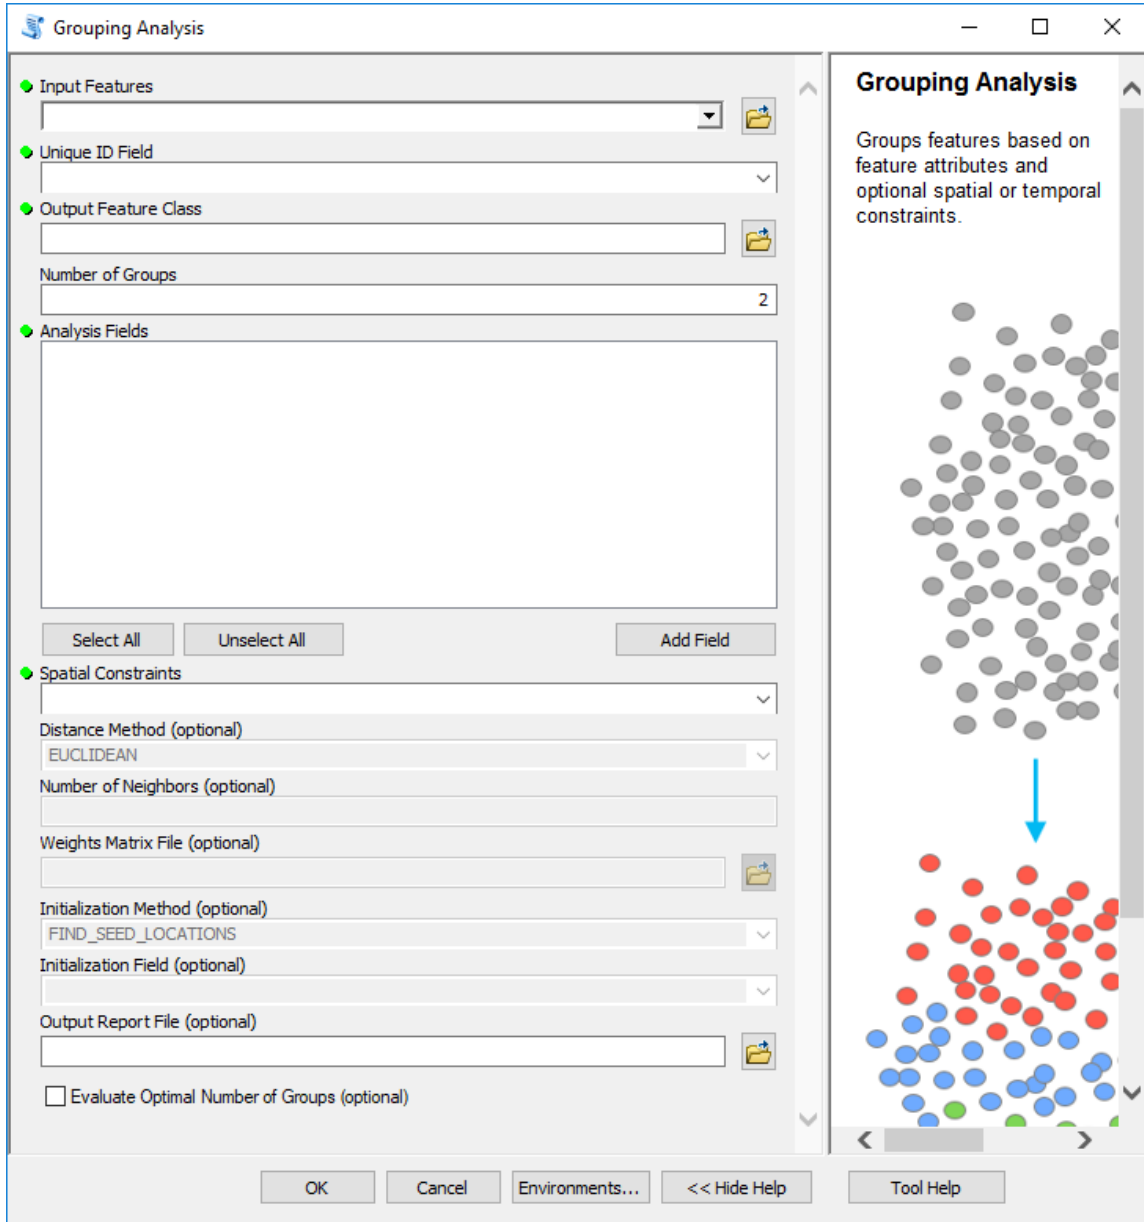 Grouping Analysis
Input Features
Unique ID Field
Output Feature Class
Number of Groups
2
Analysis Fields
Select All
Unselect All
Add Field
Spatial Constraints
Distance Method (optional)
EUCLIDEAN
Number of Neighbors (optional)
Weights Matrix File (optional)
Initialization Method (optional)
FIND_SEED_LOCATIONS
Initialization Field (optional)
Output Report File (optional)
Evaluate Optimal Number of Groups (optional)
Grouping Analysis
Groups features based on
feature attributes and
optional spatial or temporal
constraints.
OK
Cancel
Environments...
<< Hide Help
Tool Help